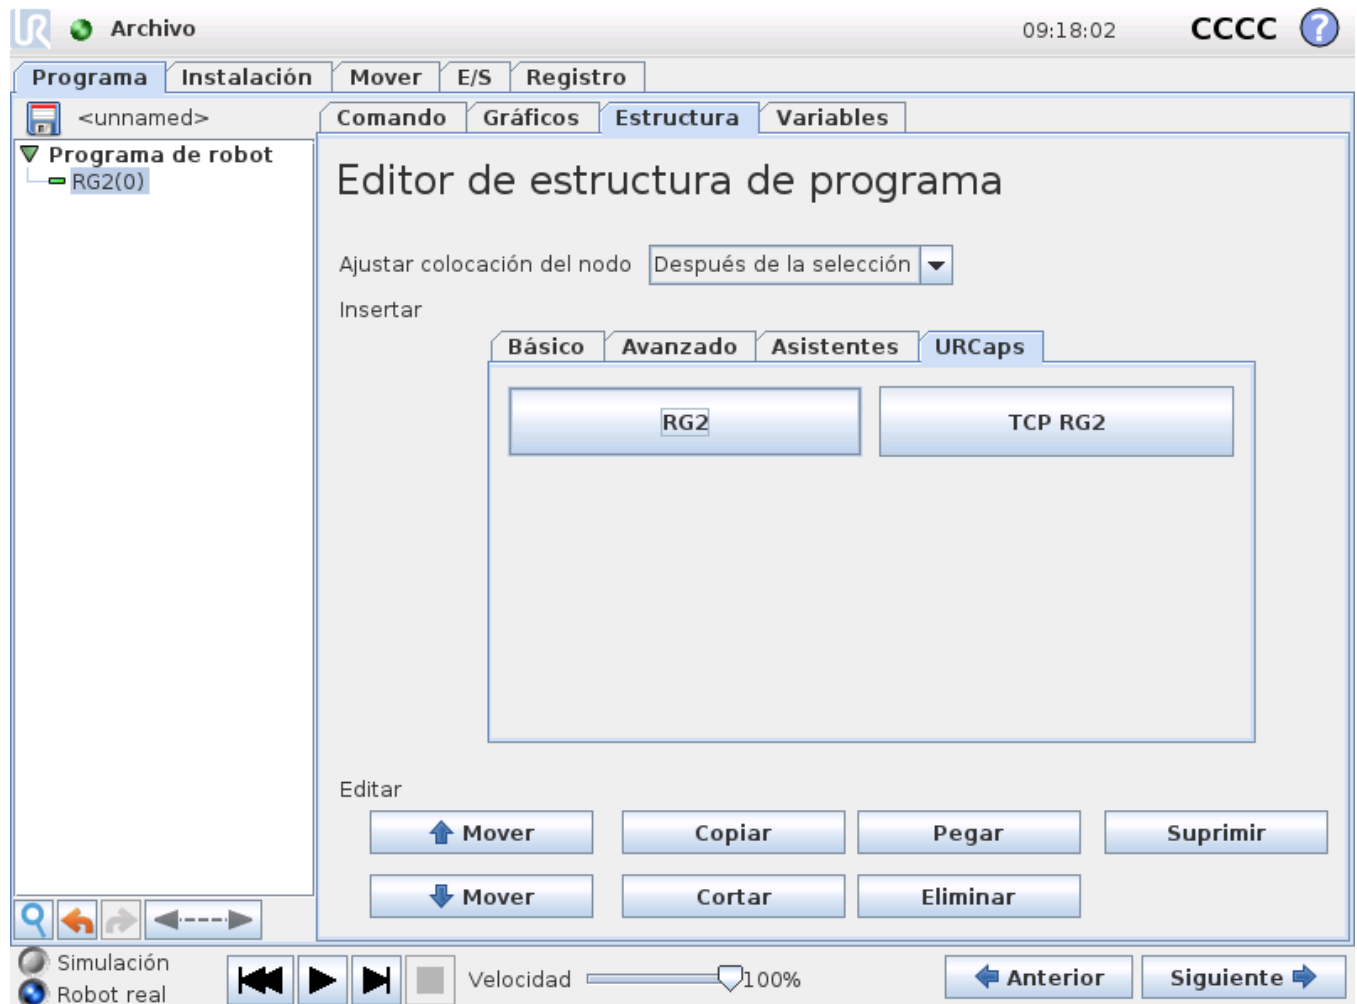 UR Archivo 09:18:02 CCCC ?
Programa Instalación Mover E/S Registro
<unnamed> Comando Gráficos Estructura Variables
Programa de robot
RG2(0)
Editor de estructura de programa
Ajustar colocación del nodo Después de la selección
Insertar
Básico Avanzado Asistentes URCaps
RG2 TCP RG2
Editar
Mover Copiar Pegar Suprimir
Mover Cortar Eliminar
Simulación
Robot real
Velocidad 100% Anterior Siguiente